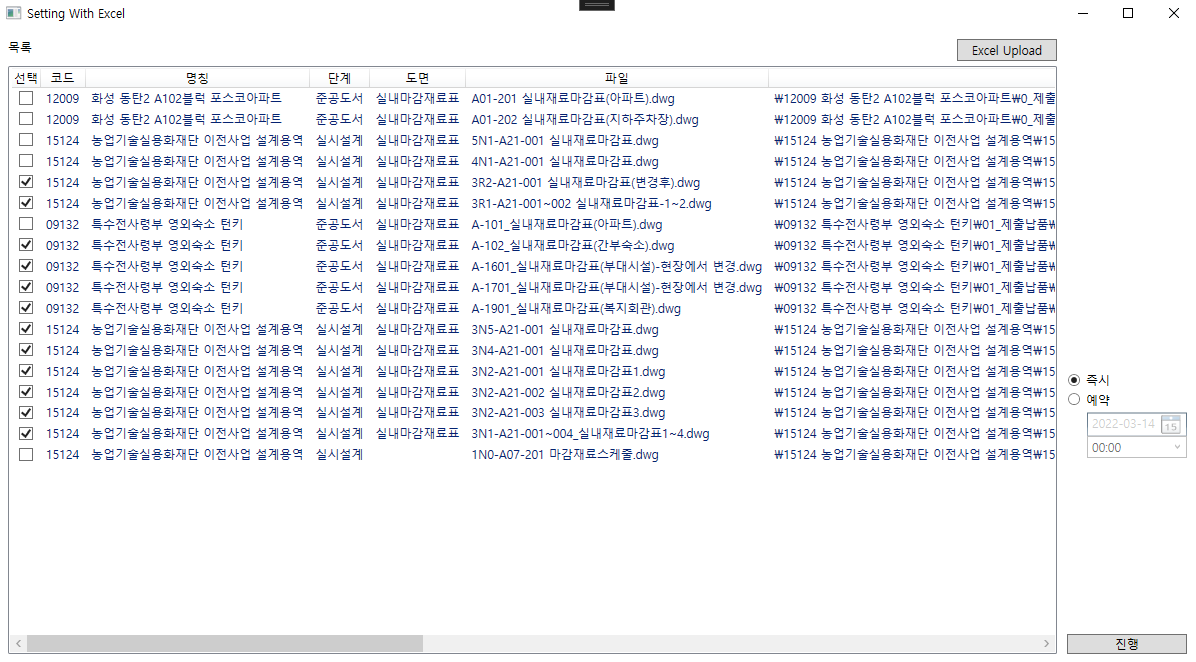 Setting With Excel
목록
Excel Upload
선택 코드 명칭 단계 도면 파일
12009 화성 동탄2 A102블럭 포스코아파트 준공도서 실내마감재료표 A01-201 실내재료마감표(아파트).dwg ₩12009 화성 동탄2 A102블럭 포스코아파트₩0_제출
12009 화성 동탄2 A102블럭 포스코아파트 준공도서 실내마감재료표 A01-202 실내재료마감표(지하주차장).dwg ₩12009 화성 동탄2 A102블럭 포스코아파트₩0_제출
15124 농업기술실용화재단 이전사업 설계용역 실시설계 실내마감재료표 5N1-A21-001 실내재료마감표.dwg ₩15124 농업기술실용화재단 이전사업 설계용역₩15
15124 농업기술실용화재단 이전사업 설계용역 실시설계 실내마감재료표 4N1-A21-001 실내재료마감표.dwg ₩15124 농업기술실용화재단 이전사업 설계용역₩15
15124 농업기술실용화재단 이전사업 설계용역 실시설계 실내마감재료표 3R2-A21-001 실내재료마감표(변경후).dwg ₩15124 농업기술실용화재단 이전사업 설계용역₩15
15124 농업기술실용화재단 이전사업 설계용역 실시설계 실내마감재료표 3R1-A21-001~002 실내재료마감표-1~2.dwg ₩15124 농업기술실용화재단 이전사업 설계용역₩15
09132 특수전사령부 영외숙소 턴키 준공도서 실내마감재료표 A-101_실내재료마감표(아파트).dwg ₩09132 특수전사령부 영외숙소 턴키₩01_제출납품₩
09132 특수전사령부 영외숙소 턴키 준공도서 실내마감재료표 A-102_실내재료마감표(간부숙소).dwg ₩09132 특수전사령부 영외숙소 턴키₩01_제출납품₩
09132 특수전사령부 영외숙소 턴키 준공도서 실내마감재료표 A-1601_실내재료마감표(부대시설)-현장에서 변경.dwg ₩09132 특수전사령부 영외숙소 턴키₩01_제출납품₩
09132 특수전사령부 영외숙소 턴키 준공도서 실내마감재료표 A-1701_실내재료마감표(부대시설)-현장에서 변경.dwg ₩09132 특수전사령부 영외숙소 턴키₩01_제출납품₩
09132 특수전사령부 영외숙소 턴키 준공도서 실내마감재료표 A-1901_실내재료마감표(복지회관).dwg ₩09132 특수전사령부 영외숙소 턴키₩01_제출납품₩
15124 농업기술실용화재단 이전사업 설계용역 실시설계 실내마감재료표 3N5-A21-001 실내재료마감표.dwg ₩15124 농업기술실용화재단 이전사업 설계용역₩15
15124 농업기술실용화재단 이전사업 설계용역 실시설계 실내마감재료표 3N4-A21-001 실내재료마감표.dwg ₩15124 농업기술실용화재단 이전사업 설계용역₩15
15124 농업기술실용화재단 이전사업 설계용역 실시설계 실내마감재료표 3N2-A21-001 실내재료마감표1.dwg ₩15124 농업기술실용화재단 이전사업 설계용역₩15
15124 농업기술실용화재단 이전사업 설계용역 실시설계 실내마감재료표 3N2-A21-002 실내재료마감표2.dwg ₩15124 농업기술실용화재단 이전사업 설계용역₩15
15124 농업기술실용화재단 이전사업 설계용역 실시설계 실내마감재료표 3N2-A21-003 실내재료마감표3.dwg ₩15124 농업기술실용화재단 이전사업 설계용역₩15
15124 농업기술실용화재단 이전사업 설계용역 실시설계 실내마감재료표 3N1-A21-001~004_실내재료마감표1~4.dwg ₩15124 농업기술실용화재단 이전사업 설계용역₩15
15124 농업기술실용화재단 이전사업 설계용역 실시설계 1N0-A07-201 마감재료스케줄.dwg ₩15124 농업기술실용화재단 이전사업 설계용역₩15
즉시
예약
2022-03-14 15
00:00
진행